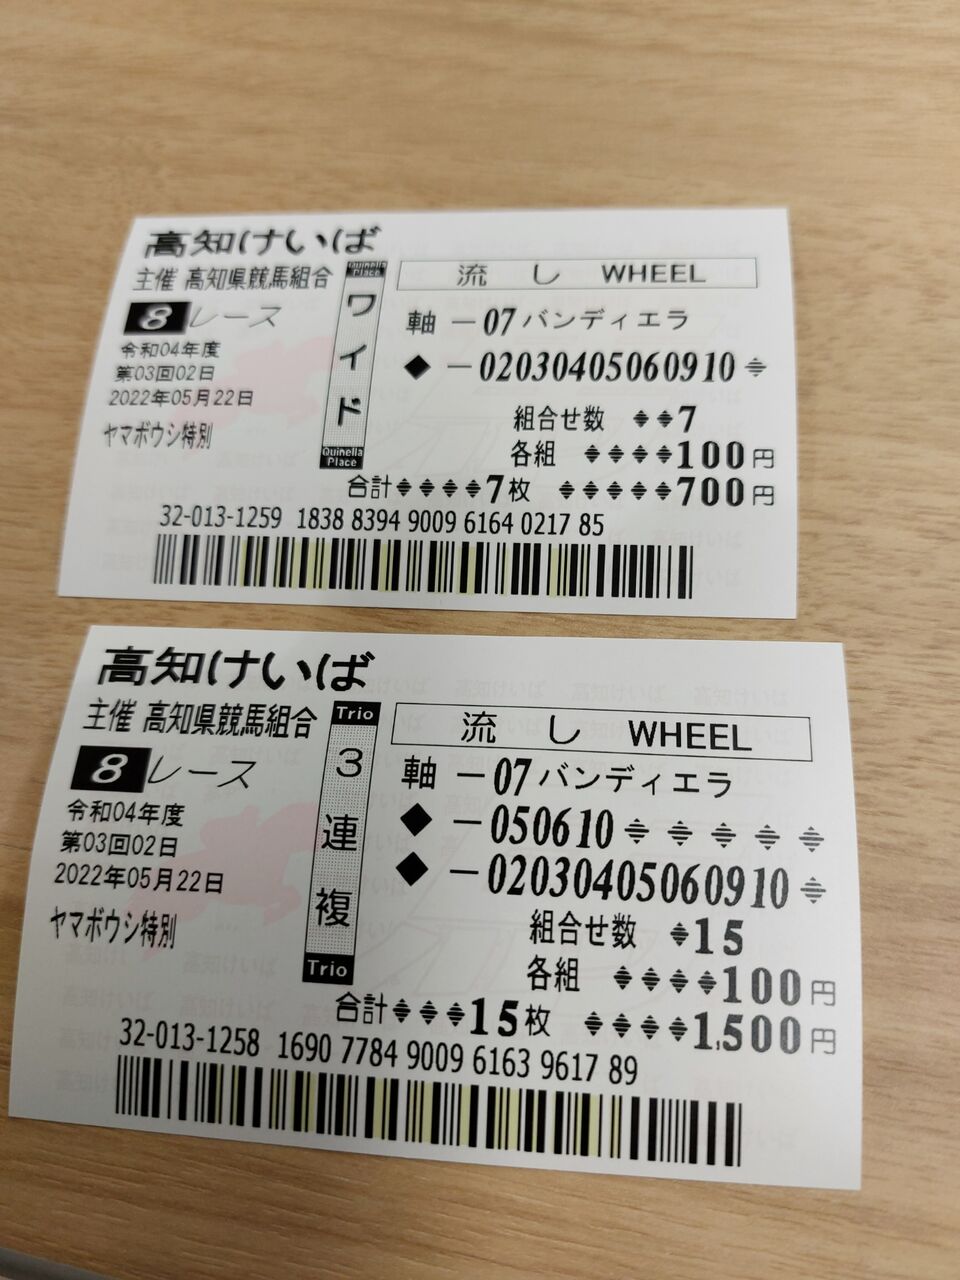 高知けいば
主催 高知県競馬組合
8レース
令和04年度
第03回02日
2022年05月22日
ヤマボウシ特別
Quinella Place
ワイド
Quinella Place
流し WHEEL
軸 ー07バンディエラ
◆ ー02030405060910
組合せ数 7
各組 100円
合計 7枚 700円
32-013-1259 1838 8394 9009 6164 0217 85
高知けいば
主催 高知県競馬組合
8レース
令和04年度
第03回02日
2022年05月22日
ヤマボウシ特別
Trio
3連複
Trio
流し WHEEL
軸 ー07バンディエラ
◆ ー050610
◆ ー02030405060910
組合せ数 15
各組 100円
合計 15枚 1,500円
32-013-1258 1690 7784 9009 6163 9617 89